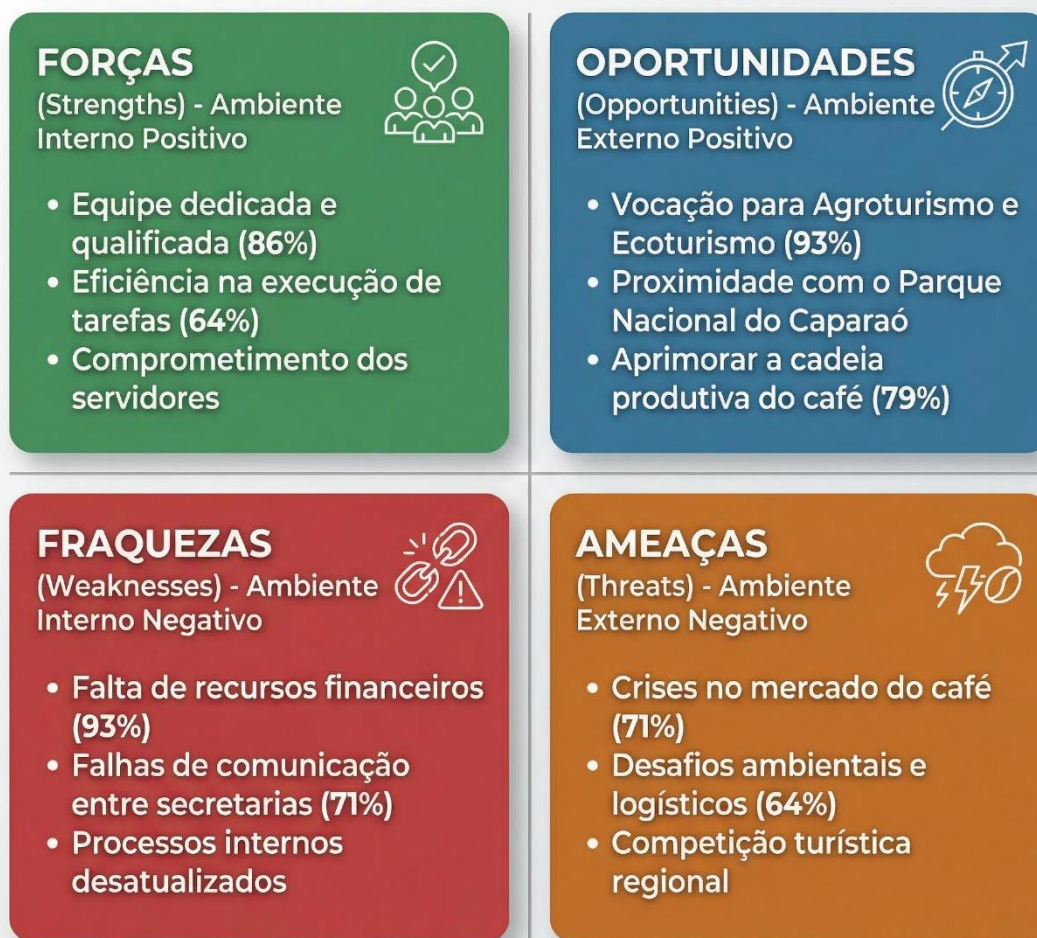 FORÇAS
(Strengths) - Ambiente
Interno Positivo
• Equipe dedicada e
qualificada (86%)
• Eficiência na execução de
tarefas (64%)
• Comprometimento dos
servidores
OPORTUNIDADES
(Opportunities) - Ambiente
Externo Positivo
• Vocação para Agroturismo e
Ecoturismo (93%)
• Proximidade com o Parque
Nacional do Caparaó
• Aprimorar a cadeia
produtiva do café (79%)
FRAQUEZAS
(Weaknesses) - Ambiente
Interno Negativo
• Falta de recursos financeiros
(93%)
• Falhas de comunicação
entre secretarias (71%)
• Processos internos
desatualizados
AMEAÇAS
(Threats) - Ambiente
Externo Negativo
• Crises no mercado do café
(71%)
• Desafios ambientais e
logísticos (64%)
• Competição turística
regional